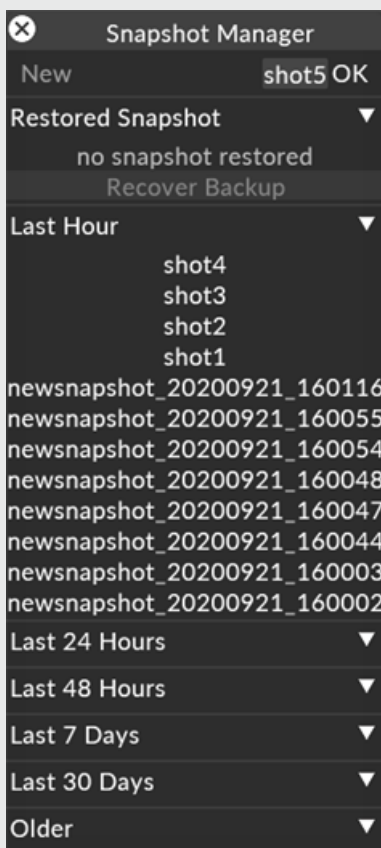 Snapshot Manager
New shot5 OK
Restored Snapshot
no snapshot restored
Recover Backup
Last Hour
shot4
shot3
shot2
shot1
newsnapshot_20200921_160116
newsnapshot_20200921_160055
newsnapshot_20200921_160054
newsnapshot_20200921_160048
newsnapshot_20200921_160047
newsnapshot_20200921_160044
newsnapshot_20200921_160003
newsnapshot_20200921_160002
Last 24 Hours
Last 48 Hours
Last 7 Days
Last 30 Days
Older